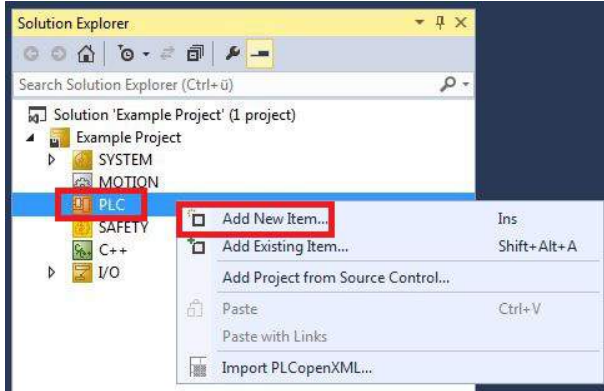 Solution Explorer
Search Solution Explorer (Ctrl+ü)
Solution 'Example Project' (1 project)
Example Project
SYSTEM
MOTION
PLC
SAFETY
C++
I/O
Add New Item... Ins
Add Existing Item... Shift+Alt+A
Add Project from Source Control...
Paste Ctrl+V
Paste with Links
Import PLCopenXML...